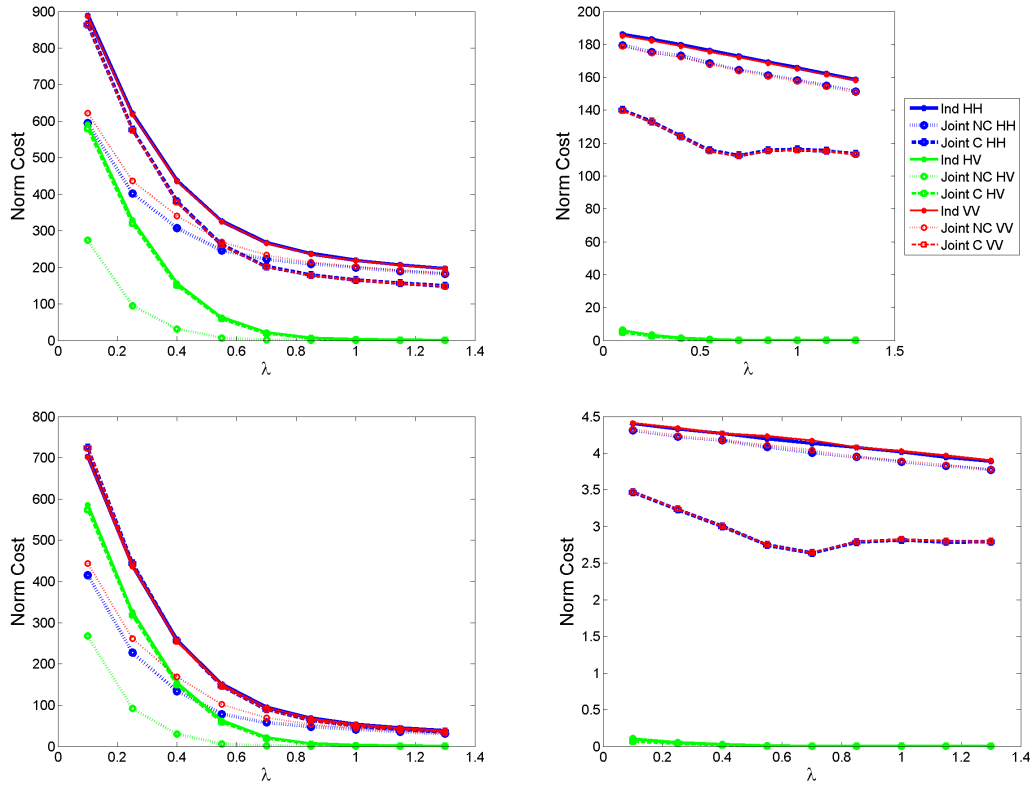 900
800
700
600
500
400
300
200
100
0
Norm Cost
0 0.2 0.4 0.6 0.8 1 1.2 1.4
λ
200
180
160
140
120
100
80
60
40
20
0
Norm Cost
0 0.5 1 1.5
λ
Ind HH
Joint NC HH
Joint C HH
Ind HV
Joint NC HV
Joint C HV
Ind VV
Joint NC VV
Joint C VV
800
700
600
500
400
300
200
100
0
Norm Cost
0 0.2 0.4 0.6 0.8 1 1.2 1.4
λ
4.5
4
3.5
3
2.5
2
1.5
1
0.5
0
Norm Cost
0 0.2 0.4 0.6 0.8 1 1.2 1.4
λ